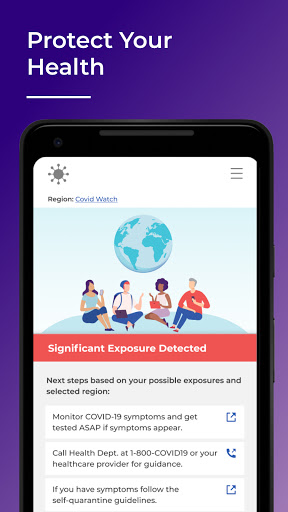 Protect Your
Health
Region: Covid Watch
Significant Exposure Detected
Next steps based on your possible exposures and
selected region:
Monitor COVID-19 symptoms and get
tested ASAP if symptoms appear.
Call Health Dept. at 1-800-COVID19 or your
healthcare provider for guidance.
If you have symptoms follow the
self-quarantine guidelines.